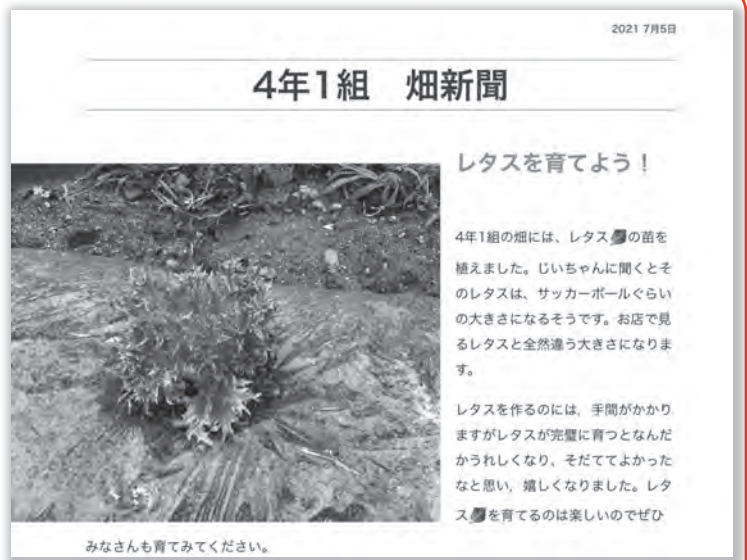 2021 7月5日
4年1組　畑新聞
レタスを育てよう！
4年1組の畑には、レタス🥬の苗を
植えました。じいちゃんに聞くとそ
のレタスは、サッカーボールぐらい
の大きさになるそうです。お店で見
るレタスと全然違う大きさになりま
す。
レタスを作るのには，手間がかかり
ますがレタスが完璧に育つとなんだ
かうれしくなり、そだててよかった
なと思い，嬉しくなりました。レタ
ス🥬を育てるのは楽しいのでぜひ
みなさんも育てみてください。